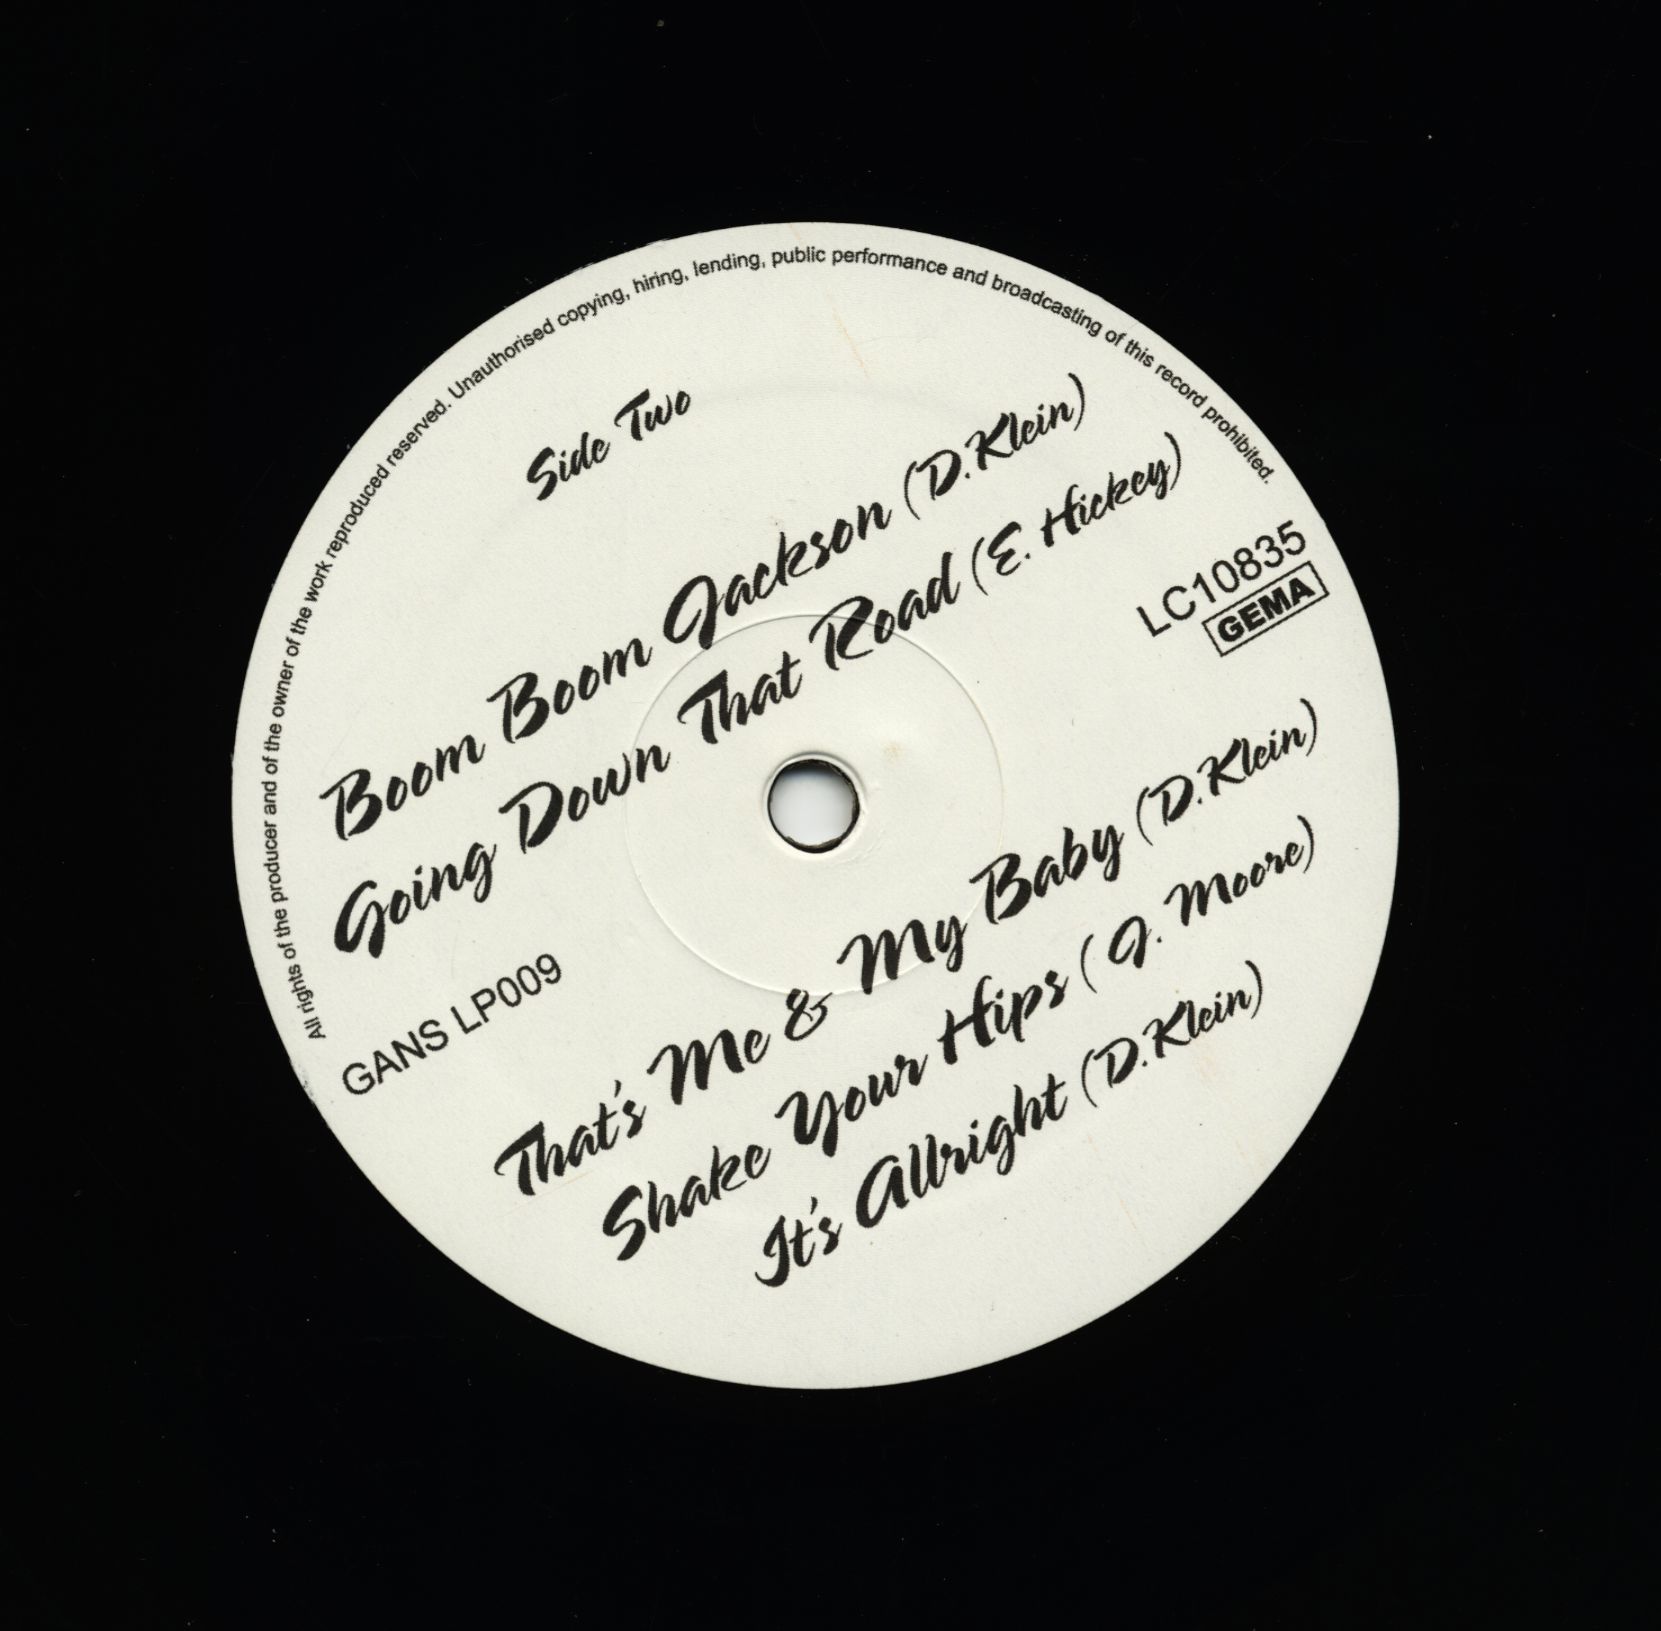 All rights of the producer and of the owner of the work reproduced reserved. Unauthorised copying, hiring, lending, public performance and broadcasting of this record prohibited.
Side Two
Boom Boom Jackson (D.Klein)
Going Down That Road (E. Hickey)
LC10835
GEMA
GANS LP009
That's Me & My Baby (D.Klein)
Shake Your Hips ( J. Moore)
It's Allright (D.Klein)